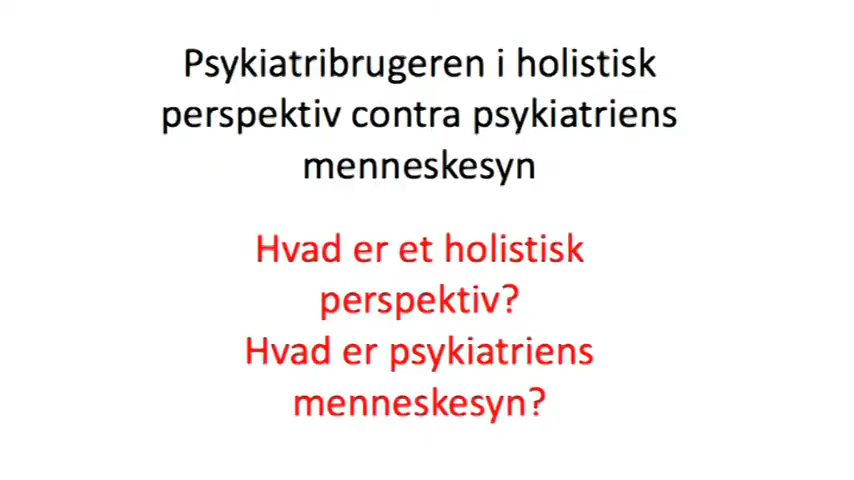 Psykiatribrugeren i holistisk
perspektiv contra psykiatriens
menneskesyn
Hvad er et holistisk
perspektiv?
Hvad er psykiatriens
menneskesyn?